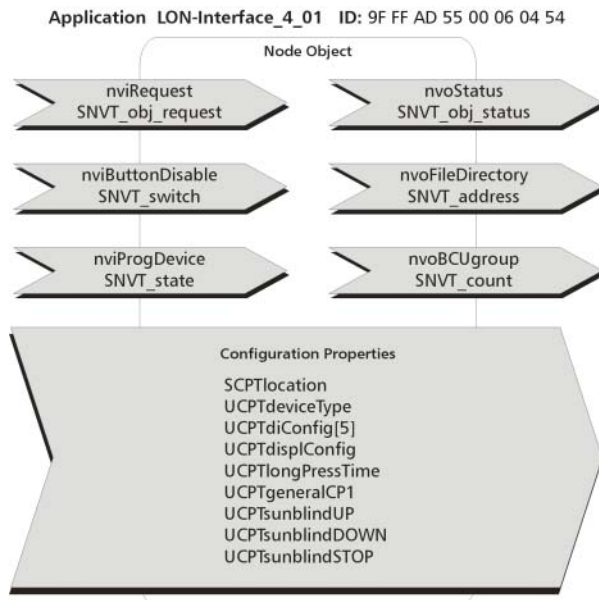 Application LON-Interface_4_01 ID: 9F FF AD 55 00 06 04 54
Node Object
nviRequest
SNVT_obj_request
nvoStatus
SNVT_obj_status
nviButtonDisable
SNVT_switch
nvoFileDirectory
SNVT_address
nviProgDevice
SNVT_state
nvoBCUgroup
SNVT_count
Configuration Properties
SCPTlocation
UCPTdeviceType
UCPTdiConfig[5]
UCPTdisplConfig
UCPTlongPressTime
UCPTgeneralCP1
UCPTsunblindUP
UCPTsunblindDOWN
UCPTsunblindSTOP